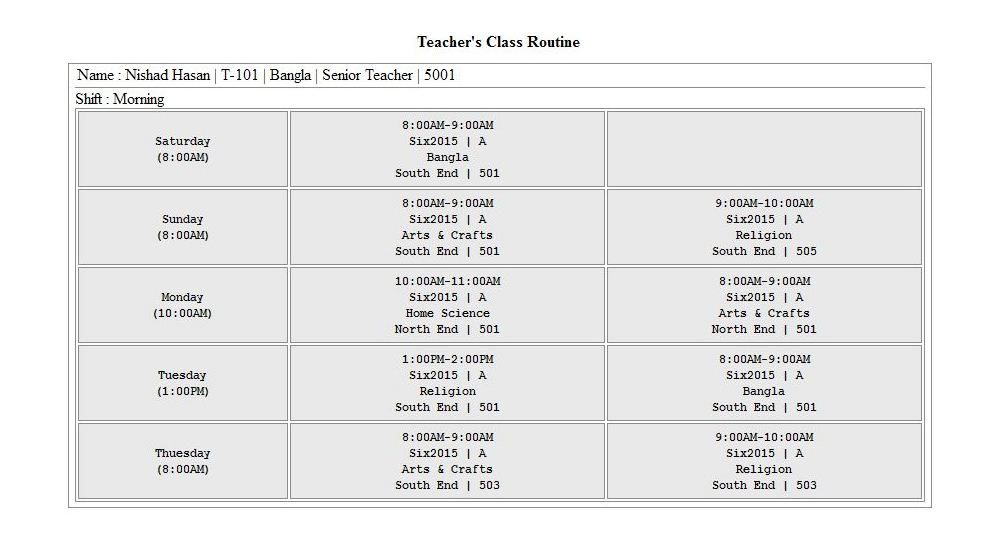 Teacher's Class Routine
Name : Nishad Hasan | T-101 | Bangla | Senior Teacher | 5001
Shift : Morning
Saturday
(8:00AM)
8:00AM-9:00AM
Six2015 | A
Bangla
South End | 501
Sunday
(8:00AM)
8:00AM-9:00AM
Six2015 | A
Arts & Crafts
South End | 501
9:00AM-10:00AM
Six2015 | A
Religion
South End | 505
Monday
(10:00AM)
10:00AM-11:00AM
Six2015 | A
Home Science
North End | 501
8:00AM-9:00AM
Six2015 | A
Arts & Crafts
North End | 501
Tuesday
(1:00PM)
1:00PM-2:00PM
Six2015 | A
Religion
South End | 501
8:00AM-9:00AM
Six2015 | A
Bangla
South End | 501
Thuesday
(8:00AM)
8:00AM-9:00AM
Six2015 | A
Arts & Crafts
South End | 503
9:00AM-10:00AM
Six2015 | A
Religion
South End | 503